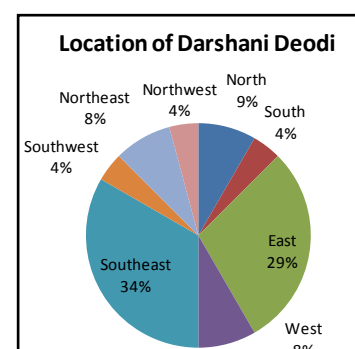 Location of Darshani Deodi
North
9%
South
4%
East
29%
West
8%
Southeast
34%
Southwest
4%
Northeast
8%
Northwest
4%